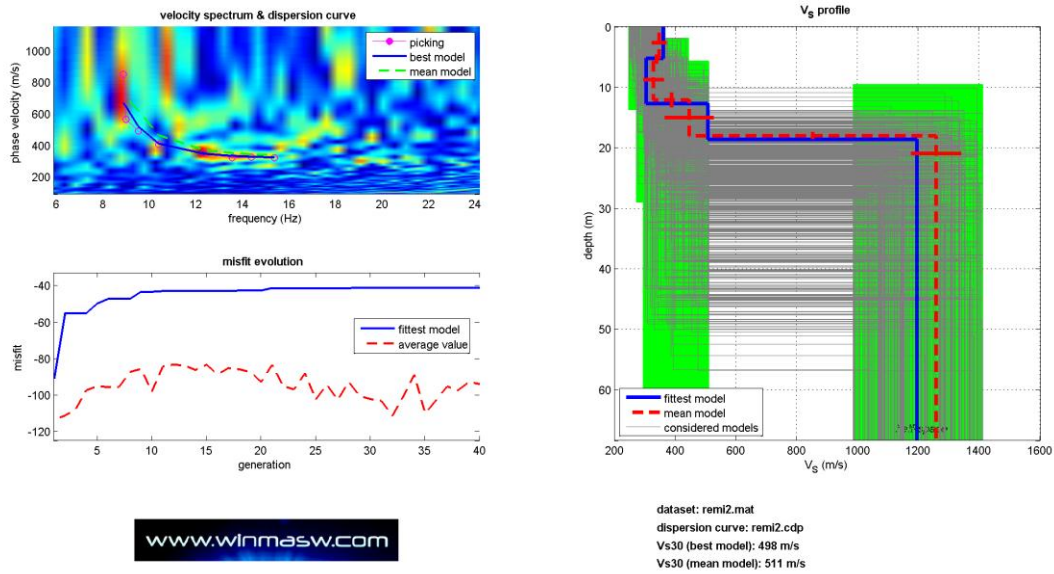 velocity spectrum & dispersion curve
1000
800
600
400
200
phase velocity (m/s)
picking
best model
mean model
6 8 10 12 14 16 18 20 22 24
frequency (Hz)
misfit evolution
-40
-60
-80
-100
-120
misfit
fittest model
average value
5 10 15 20 25 30 35 40
generation
www.winmasw.com
VS profile
0
10
20
30
40
50
60
depth (m)
fittest model
mean model
considered models
200 400 600 800 1000 1200 1400 1600
VS (m/s)
dataset: remi2.mat
dispersion curve: remi2.cdp
Vs30 (best model): 498 m/s
Vs30 (mean model): 511 m/s